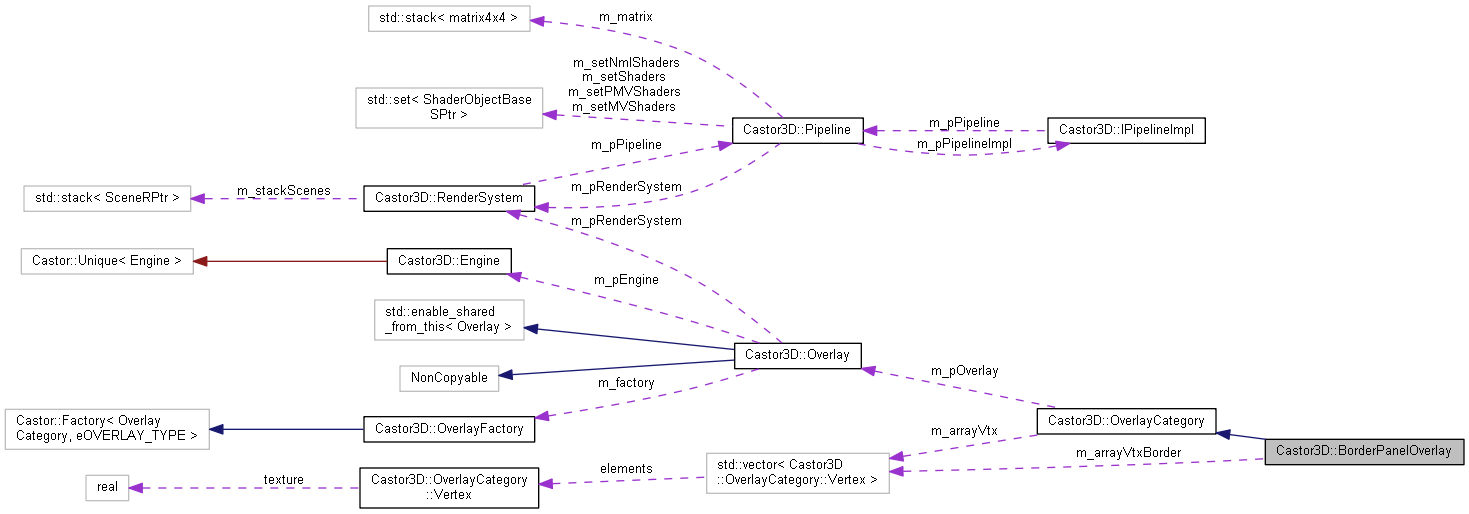 std::stack< matrix4x4 >
m_matrix
m_setNmlShaders
m_setShaders
m_setPMVShaders
m_setMVShaders
std::set< ShaderObjectBase
SPtr >
Castor3D::Pipeline
m_pPipeline
m_pPipelineImpl
Castor3D::IPipelineImpl
m_pPipeline
m_pRenderSystem
std::stack< SceneRPtr >
m_stackScenes
Castor3D::RenderSystem
m_pRenderSystem
Castor::Unique< Engine >
Castor3D::Engine
m_pEngine
std::enable_shared
_from_this< Overlay >
Castor3D::Overlay
NonCopyable
m_factory
m_pOverlay
Castor::Factory< Overlay
Category, eOVERLAY_TYPE >
Castor3D::OverlayFactory
Castor3D::OverlayCategory
m_arrayVtx
m_arrayVtxBorder
Castor3D::BorderPanelOverlay
real
texture
Castor3D::OverlayCategory
::Vertex
elements
std::vector< Castor3D
::OverlayCategory::Vertex >